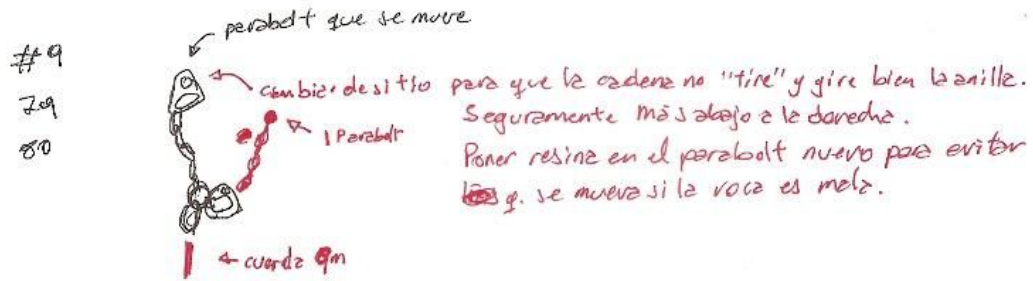 parabolt que se mueve
#9
79
80
cambiar de sitio para que la cadena no "tire" y gire bien la anilla.
Seguramente más abajo a la derecha.
1 Parabolt
Poner resina en el parabolt nuevo para evitar
q. se mueva si la roca es mala.
cuerda 9m